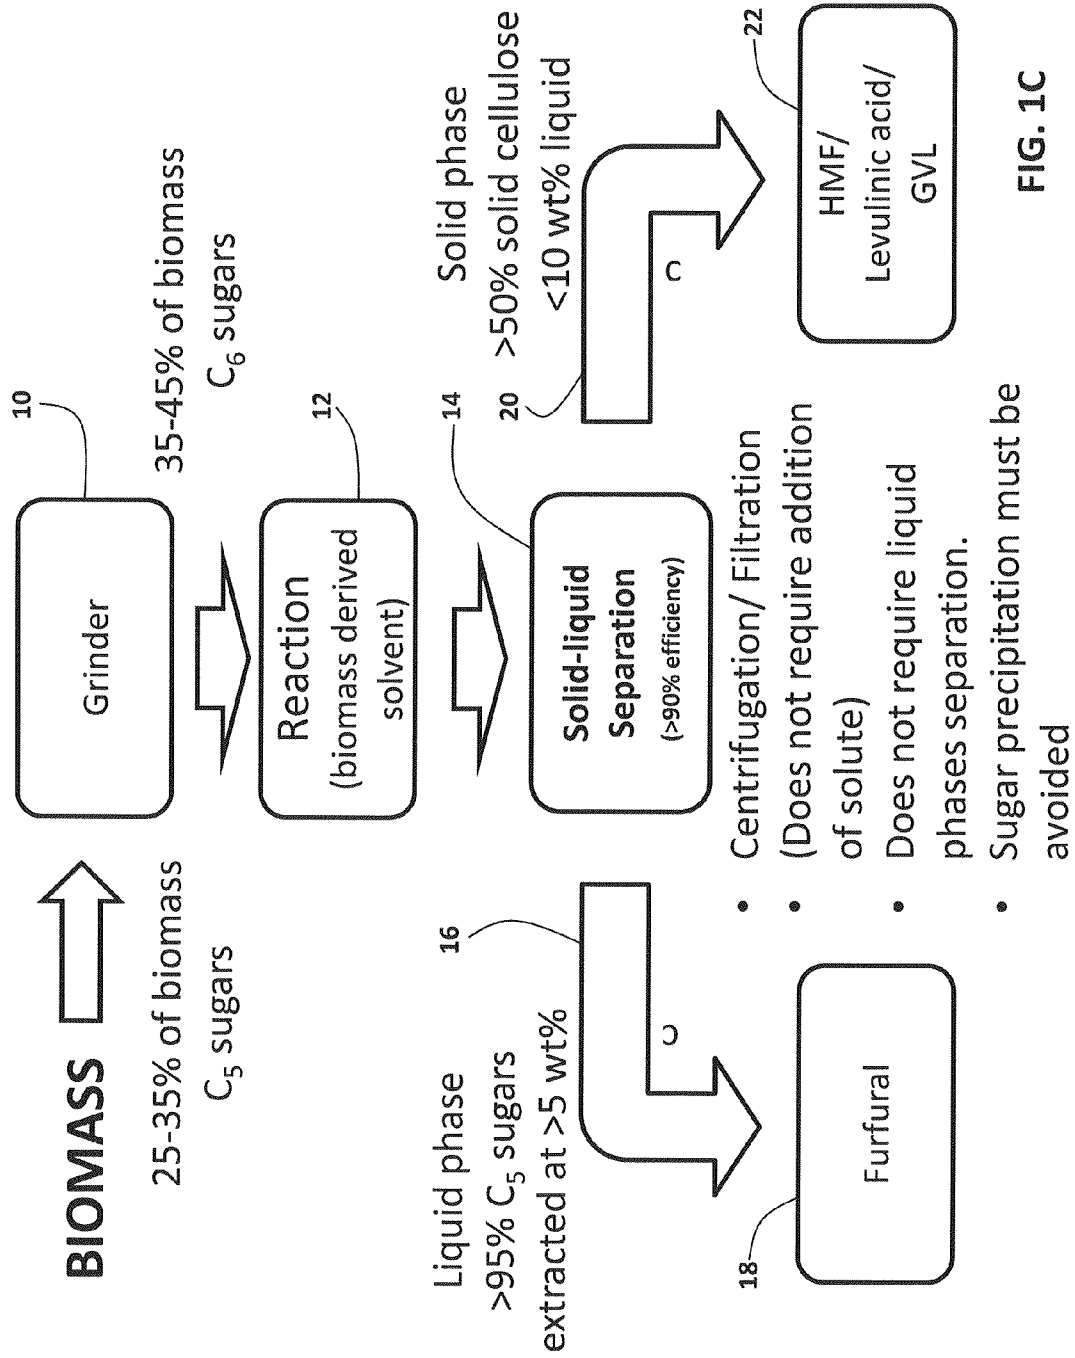 BIOMASS
25-35% of biomass
C5 sugars
Grinder
10
35-45% of biomass
C6 sugars
Reaction
(biomass derived
solvent)
12
Solid-liquid
Separation
(>90% efficiency)
14
Liquid phase
>95% C5 sugars
extracted at >5 wt%
16
Solid phase
>50% solid cellulose
<10 wt% liquid
20
C
• Centrifugation/ Filtration
• (Does not require addition
of solute)
• Does not require liquid
phases separation.
• Sugar precipitation must be
avoided
18
Furfural
22
HMF/
Levulinic acid/
GVL
FIG. 1C